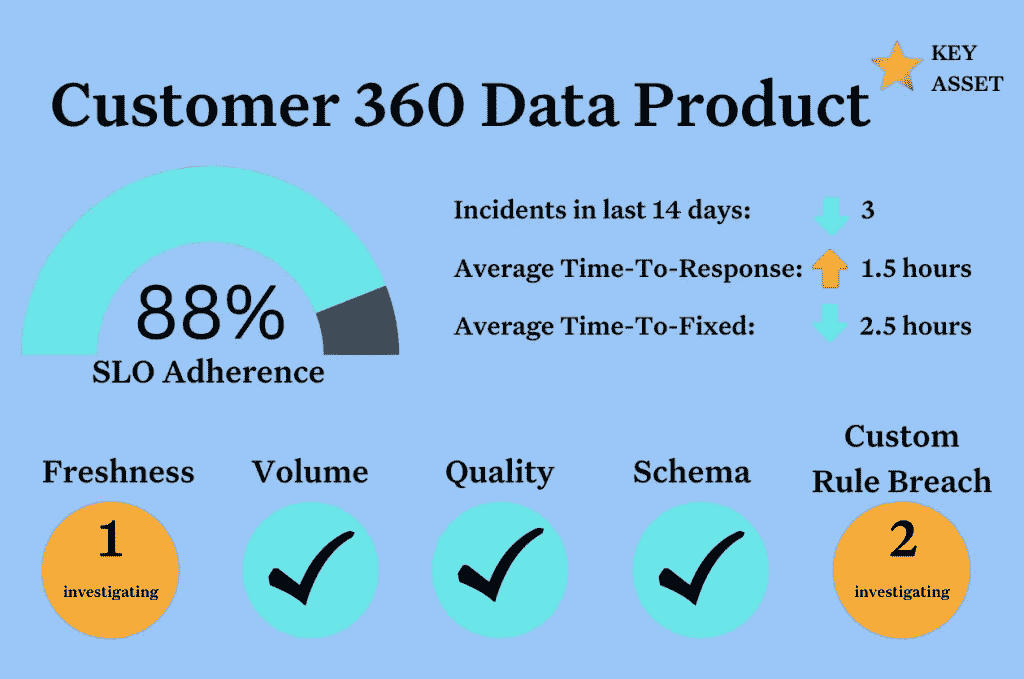 KEY
ASSET
Customer 360 Data Product
Incidents in last 14 days: 3
Average Time-To-Response: 1.5 hours
Average Time-To-Fixed: 2.5 hours
88%
SLO Adherence
Freshness
Volume
Quality
Schema
Custom
Rule Breach
1
investigating
2
investigating